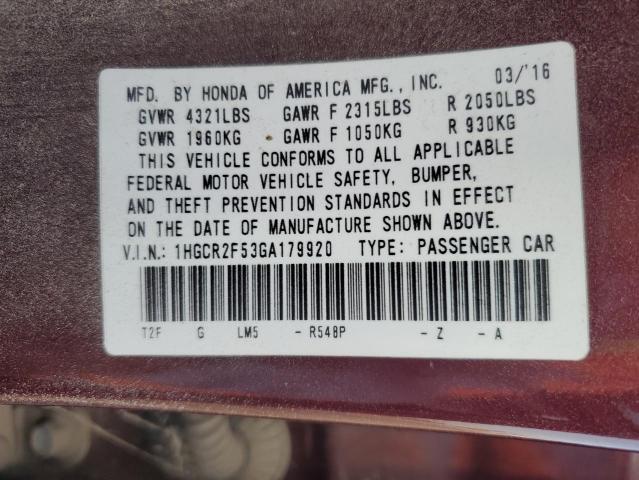 MFD. BY HONDA OF AMERICA MFG., INC. 03/'16
GVWR 4321LBS GAWR F 2315LBS R 2050LBS
GVWR 1960KG GAWR F 1050KG R 930KG
THIS VEHICLE CONFORMS TO ALL APPLICABLE
FEDERAL MOTOR VEHICLE SAFETY, BUMPER,
AND THEFT PREVENTION STANDARDS IN EFFECT
ON THE DATE OF MANUFACTURE SHOWN ABOVE.
V.I.N.: 1HGCR2F53GA179920 TYPE: PASSENGER CAR
T2F G LM5 - R548P - Z - A